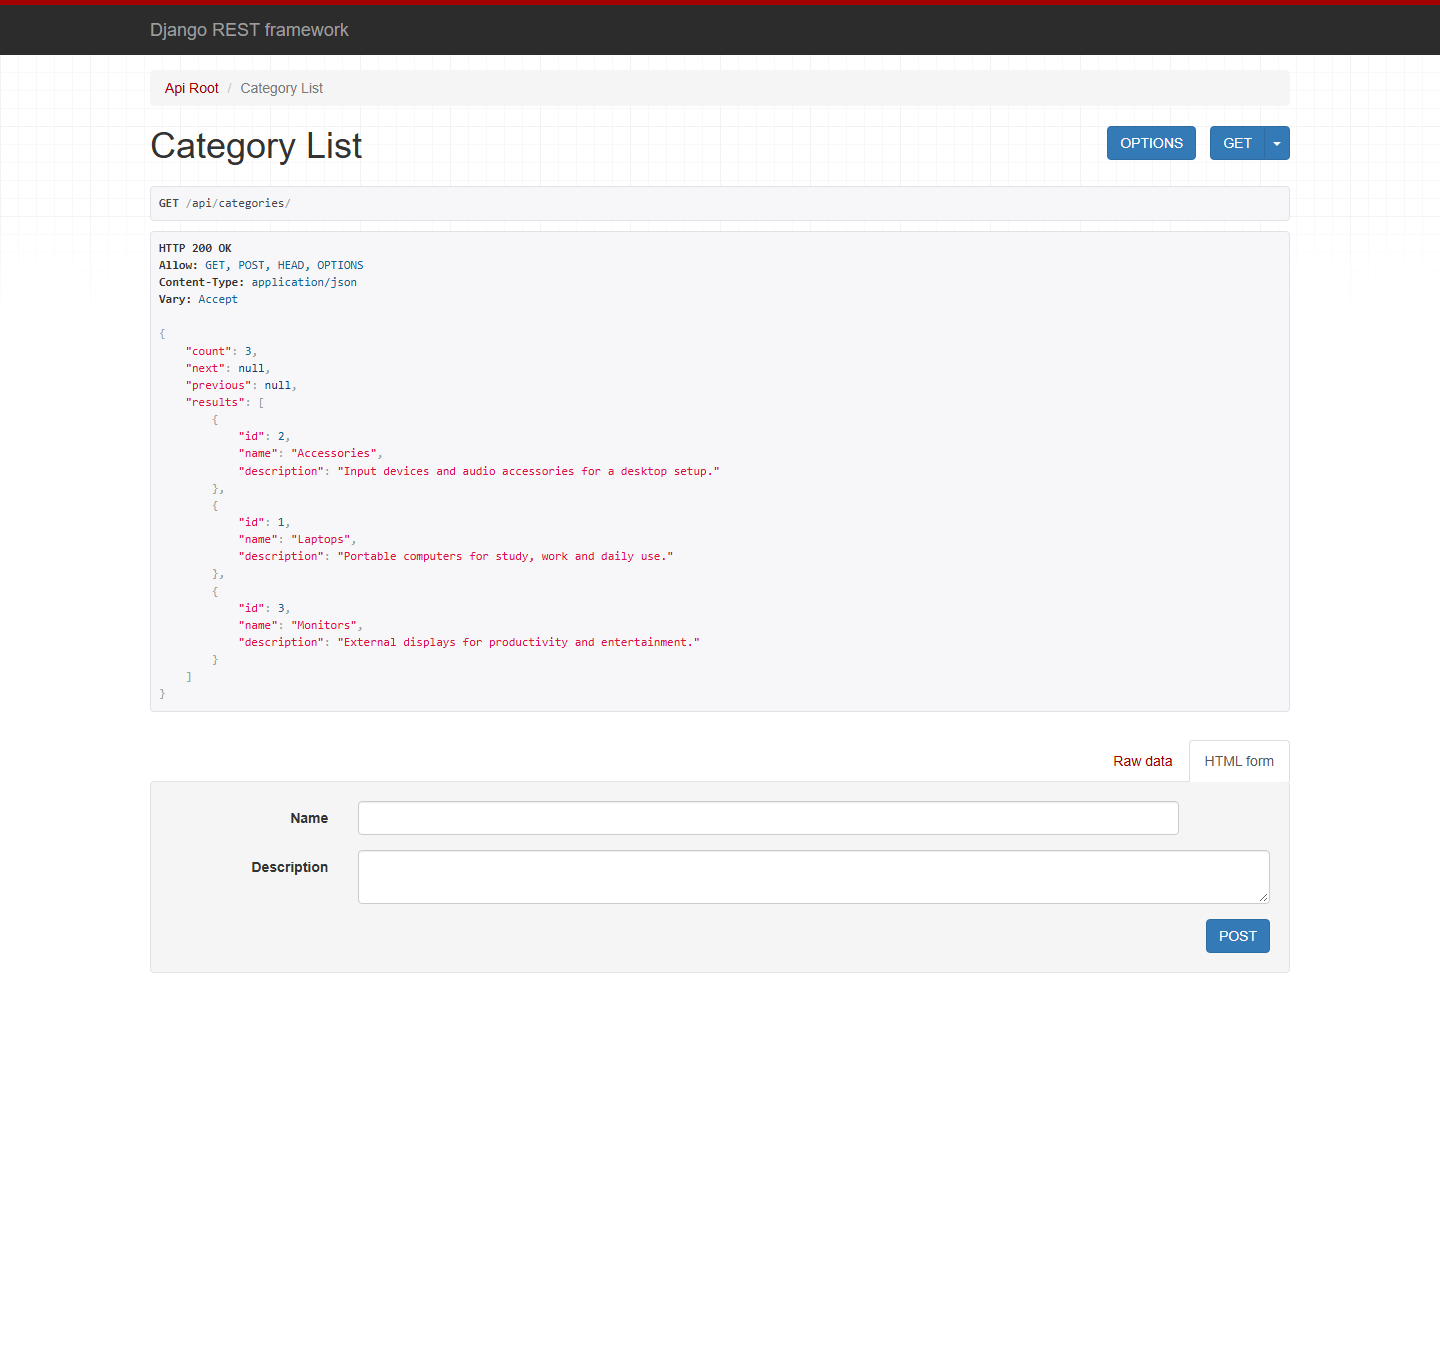 Django REST framework
Api Root / Category List
Category List
OPTIONS GET
GET /api/categories/
HTTP 200 OK
Allow: GET, POST, HEAD, OPTIONS
Content-Type: application/json
Vary: Accept
{
    "count": 3,
    "next": null,
    "previous": null,
    "results": [
        {
            "id": 2,
            "name": "Accessories",
            "description": "Input devices and audio accessories for a desktop setup."
        },
        {
            "id": 1,
            "name": "Laptops",
            "description": "Portable computers for study, work and daily use."
        },
        {
            "id": 3,
            "name": "Monitors",
            "description": "External displays for productivity and entertainment."
        }
    ]
}
Raw data HTML form
Name
Description
POST